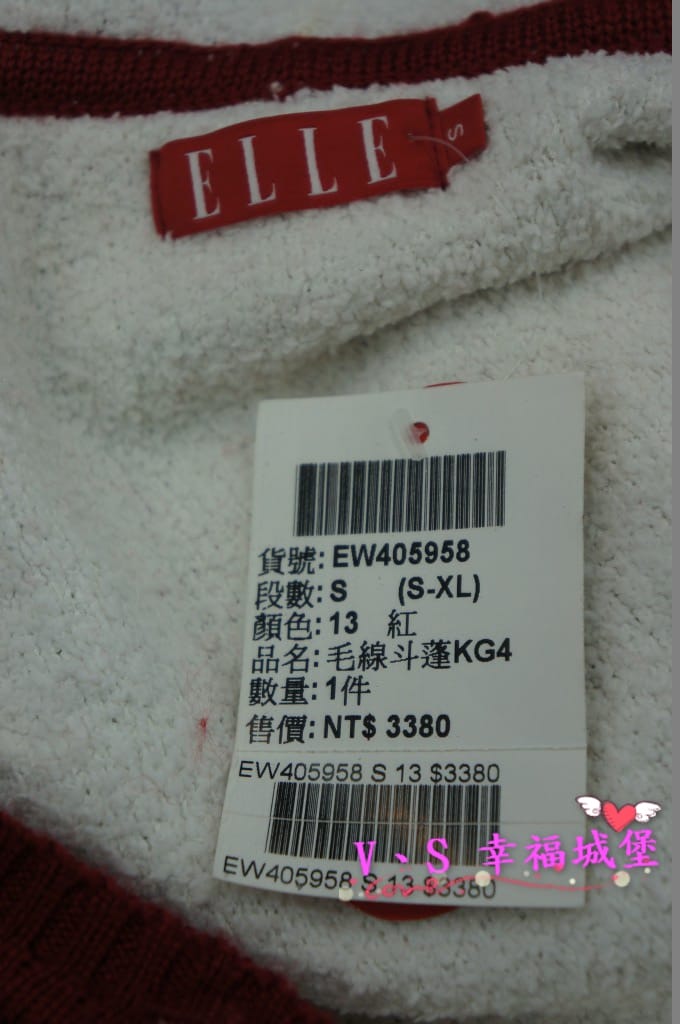 ELLE
S
貨號: EW405958
段數: S (S-XL)
顏色: 13 紅
品名: 毛線斗蓬KG4
數量: 1件
售價: NT$ 3380
EW405958 S 13 $3380
V、S 幸福城堡
EW405958 S 13 $3380